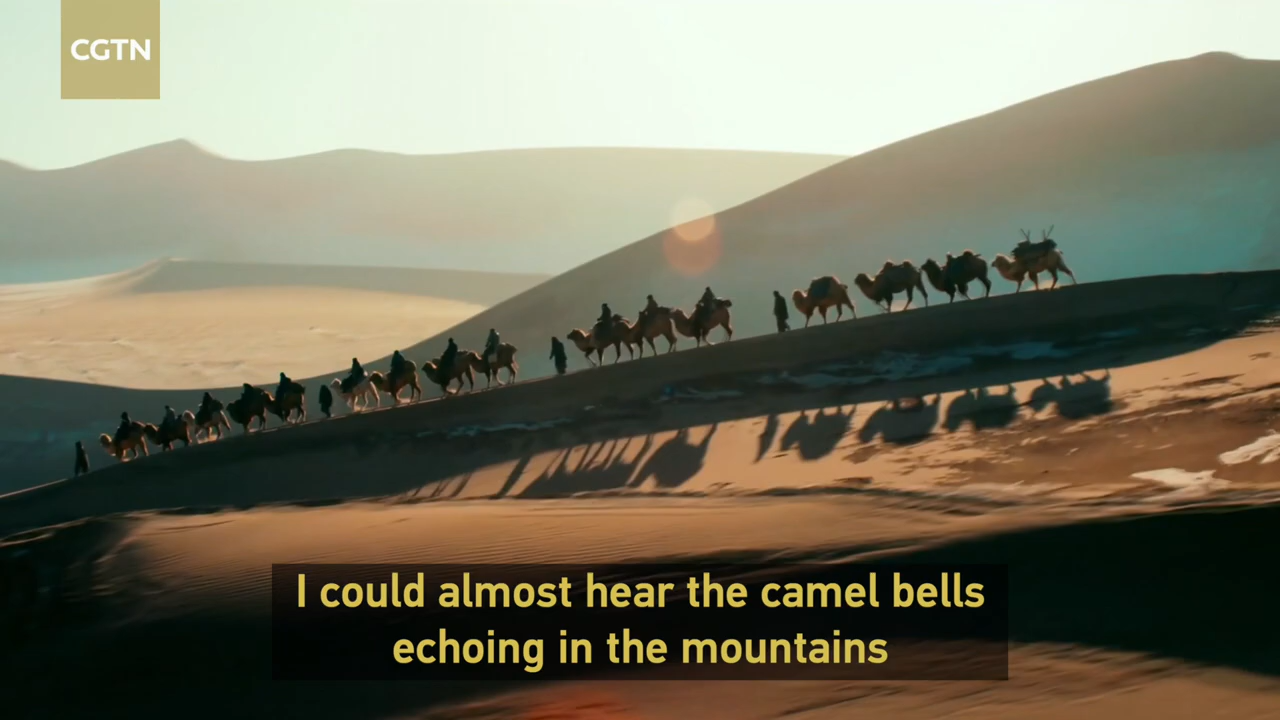 CGTN
I could almost hear the camel bells
echoing in the mountains